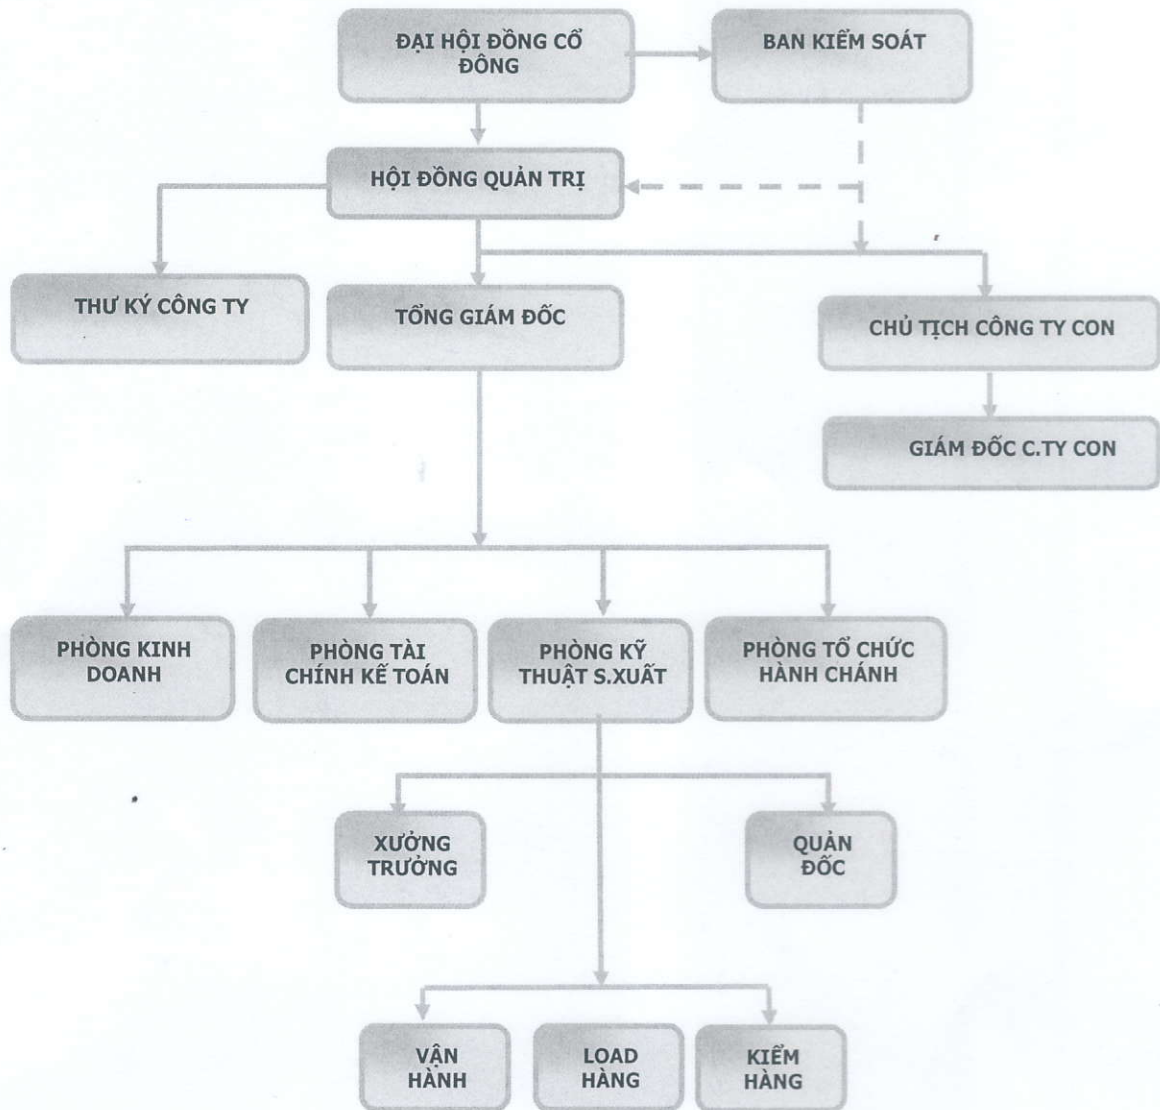 ĐẠI HỘI ĐỒNG CỔ
ĐÔNG
BAN KIỂM SOÁT
HỘI ĐỒNG QUẢN TRỊ
THƯ KÝ CÔNG TY
TỔNG GIÁM ĐỐC
CHỦ TỊCH CÔNG TY CON
GIÁM ĐỐC C.TY CON
PHÒNG KINH
DOANH
PHÒNG TÀI
CHÍNH KẾ TOÁN
PHÒNG KỸ
THUẬT S.XUẤT
PHÒNG TỔ CHỨC
HÀNH CHÁNH
XƯỞNG
TRƯỞNG
QUẢN
ĐỐC
VẬN
HÀNH
LOAD
HÀNG
KIỂM
HÀNG